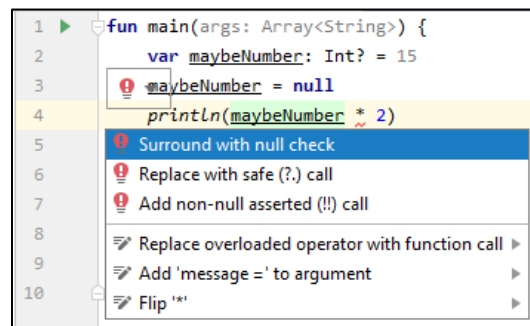 1 fun main(args: Array<String>) {
2 var maybeNumber: Int? = 15
3 maybeNumber = null
4 println(maybeNumber * 2)
5 Surround with null check
6 Replace with safe (?.) call
7 Add non-null asserted (!!) call
8 Replace overloaded operator with function call
9 Add 'message =' to argument
10 Flip '*'